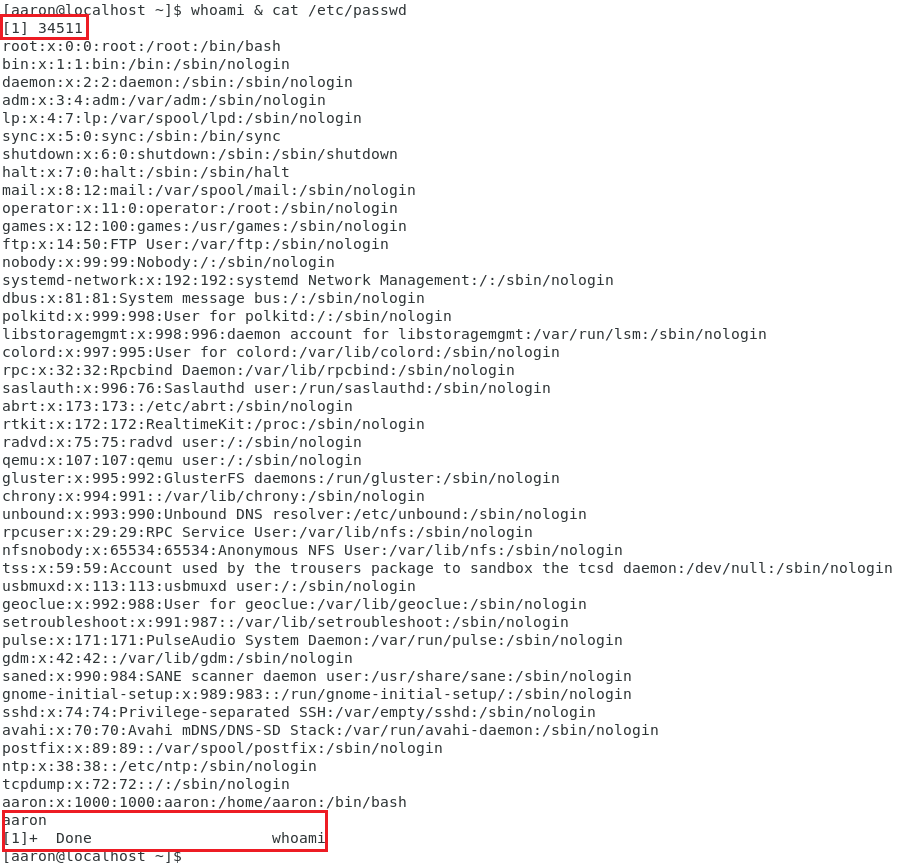 [aaron@localhost ~]$ whoami & cat /etc/passwd
[1] 34511
root:x:0:0:root:/root:/bin/bash
bin:x:1:1:bin:/bin:/sbin/nologin
daemon:x:2:2:daemon:/sbin:/sbin/nologin
adm:x:3:4:adm:/var/adm:/sbin/nologin
lp:x:4:7:lp:/var/spool/lpd:/sbin/nologin
sync:x:5:0:sync:/sbin:/bin/sync
shutdown:x:6:0:shutdown:/sbin:/sbin/shutdown
halt:x:7:0:halt:/sbin:/sbin/halt
mail:x:8:12:mail:/var/spool/mail:/sbin/nologin
operator:x:11:0:operator:/root:/sbin/nologin
games:x:12:100:games:/usr/games:/sbin/nologin
ftp:x:14:50:FTP User:/var/ftp:/sbin/nologin
nobody:x:99:99:Nobody:/:/sbin/nologin
systemd-network:x:192:192:systemd Network Management:/:/sbin/nologin
dbus:x:81:81:System message bus:/:/sbin/nologin
polkitd:x:999:998:User for polkitd:/:/sbin/nologin
libstoragemgmt:x:998:996:daemon account for libstoragemgmt:/var/run/lsm:/sbin/nologin
colord:x:997:995:User for colord:/var/lib/colord:/sbin/nologin
rpc:x:32:32:Rpcbind Daemon:/var/lib/rpcbind:/sbin/nologin
saslauth:x:996:76:Saslauthd user:/run/saslauthd:/sbin/nologin
abrt:x:173:173::/etc/abrt:/sbin/nologin
rtkit:x:172:172:RealtimeKit:/proc:/sbin/nologin
radvd:x:75:75:radvd user:/:/sbin/nologin
qemu:x:107:107:qemu user:/:/sbin/nologin
gluster:x:995:992:GlusterFS daemons:/run/gluster:/sbin/nologin
chrony:x:994:991::/var/lib/chrony:/sbin/nologin
unbound:x:993:990:Unbound DNS resolver:/etc/unbound:/sbin/nologin
rpcuser:x:29:29:RPC Service User:/var/lib/nfs:/sbin/nologin
nfsnobody:x:65534:65534:Anonymous NFS User:/var/lib/nfs:/sbin/nologin
tss:x:59:59:Account used by the trousers package to sandbox the tcsd daemon:/dev/null:/sbin/nologin
usbmuxd:x:113:113:usbmuxd user:/:/sbin/nologin
geoclue:x:992:988:User for geoclue:/var/lib/geoclue:/sbin/nologin
setroubleshoot:x:991:987::/var/lib/setroubleshoot:/sbin/nologin
pulse:x:171:171:PulseAudio System Daemon:/var/run/pulse:/sbin/nologin
gdm:x:42:42::/var/lib/gdm:/sbin/nologin
saned:x:990:984:SANE scanner daemon user:/usr/share/sane:/sbin/nologin
gnome-initial-setup:x:989:983::/run/gnome-initial-setup/:/sbin/nologin
sshd:x:74:74:Privilege-separated SSH:/var/empty/sshd:/sbin/nologin
avahi:x:70:70:Avahi mDNS/DNS-SD Stack:/var/run/avahi-daemon:/sbin/nologin
postfix:x:89:89::/var/spool/postfix:/sbin/nologin
ntp:x:38:38::/etc/ntp:/sbin/nologin
tcpdump:x:72:72::/:/sbin/nologin
aaron:x:1000:1000:aaron:/home/aaron:/bin/bash
aaron
[1]+  Done                    whoami
[aaron@localhost ~]$